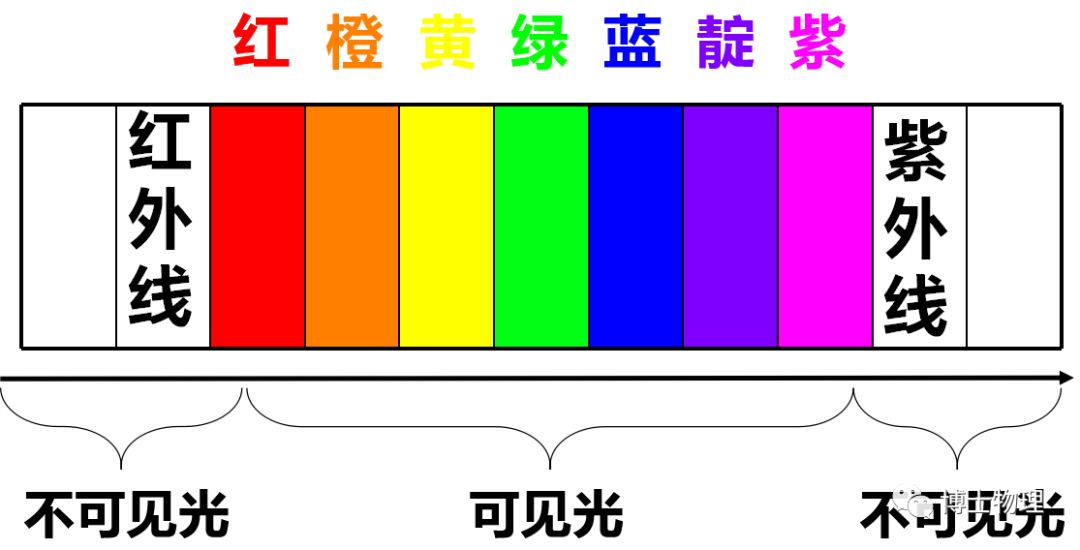 红 橙 黄 绿 蓝 靛 紫
红外线
紫外线
不可见光
可见光
不可见光
博士物理